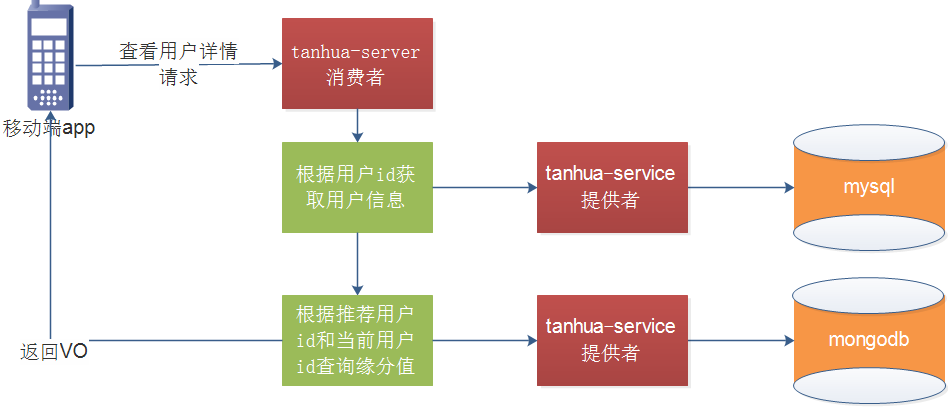 查看用户详情
请求
tanhua-server
消费者
移动端app
根据用户id获
取用户信息
tanhua-service
提供者
mysql
根据推荐用户
id和当前用户
id查询缘分值
tanhua-service
提供者
mongodb
返回VO